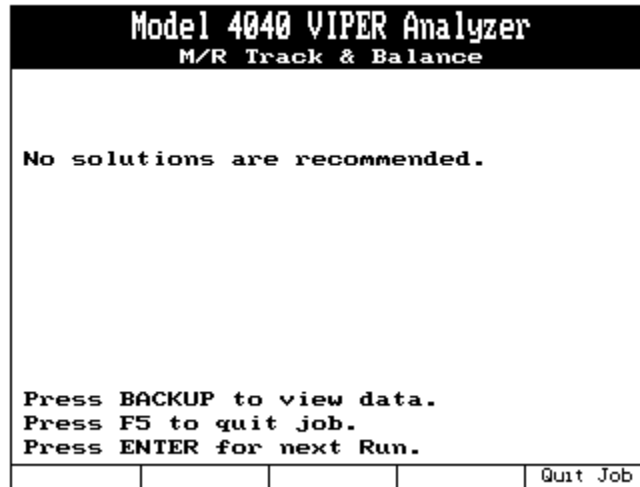 Model 4040 VIPER Analyzer
M/R Track & Balance
No solutions are recommended.
Press BACKUP to view data.
Press F5 to quit job.
Press ENTER for next Run.
Quit Job